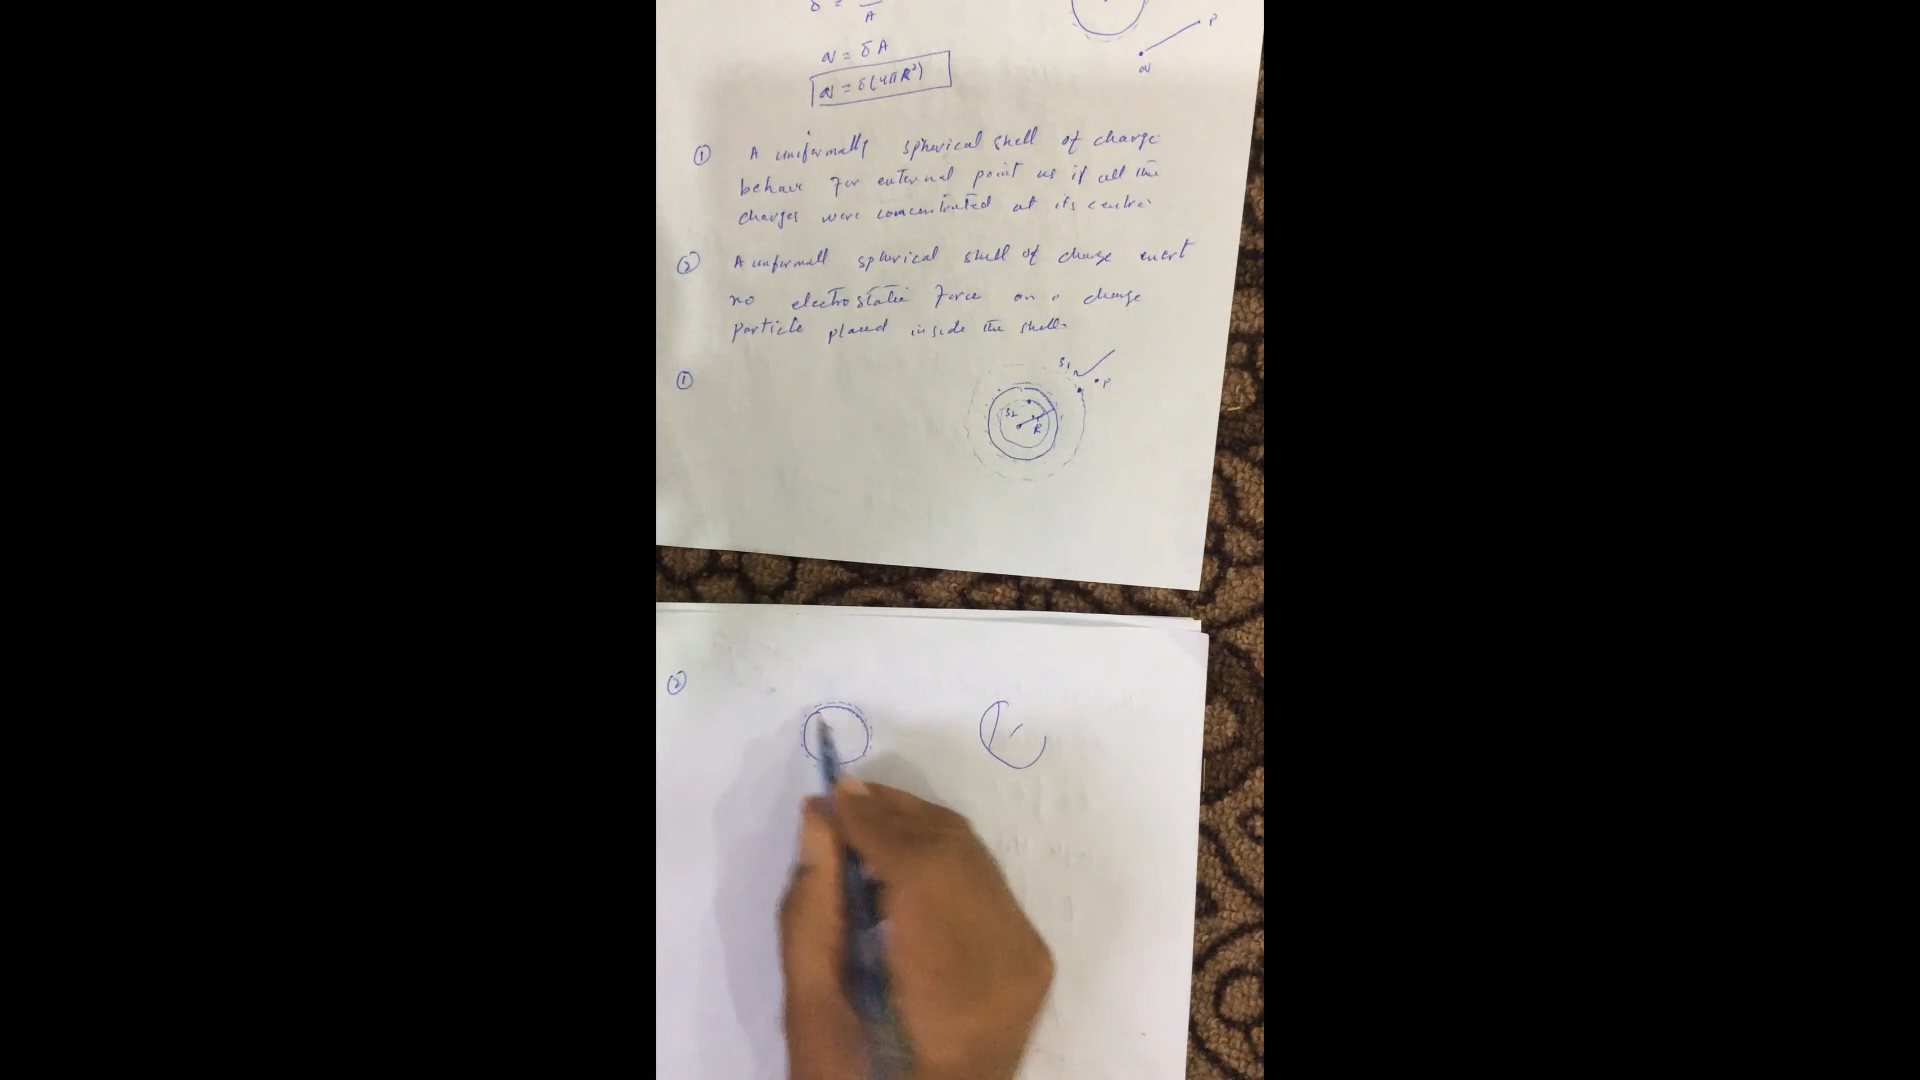 δ = /A
P
q = δA
q = δ(4πR²)
q
① A uniformally spherical shell of charge
behave for external point as if all the
charges were concentrated at its centre.
② A unformall spherical shell of charge exert
no electrostatic force on a charge
particle placed inside the shell.
S₁
①
P
S₂
r
R
②